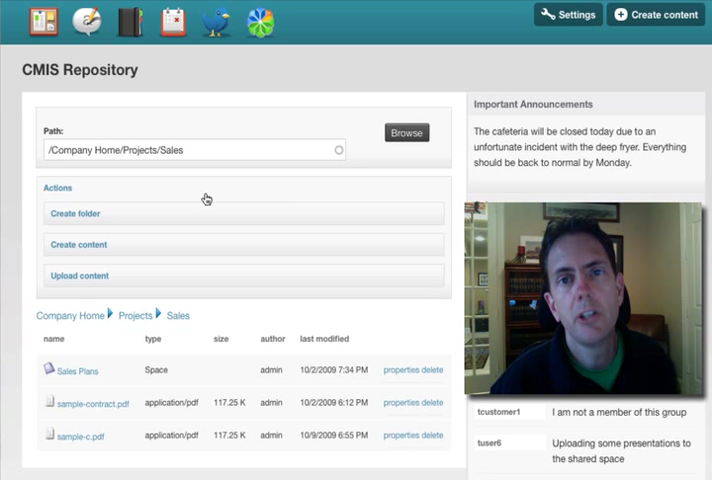 Settings
Create content
CMIS Repository
Path:
/Company Home/Projects/Sales
Browse
Actions
Create folder
Create content
Upload content
Company Home Projects Sales
name type size author last modified
Sales Plans Space admin 10/2/2009 7:34 PM properties delete
sample-contract.pdf application/pdf 117.25 K admin 10/2/2009 6:12 PM properties delete
sample-c.pdf application/pdf 117.25 K admin 10/9/2009 6:55 PM properties delete
Important Announcements
The cafeteria will be closed today due to an
unfortunate incident with the deep fryer. Everything
should be back to normal by Monday.
tcustomer1 I am not a member of this group
tuser6 Uploading some presentations to
the shared space